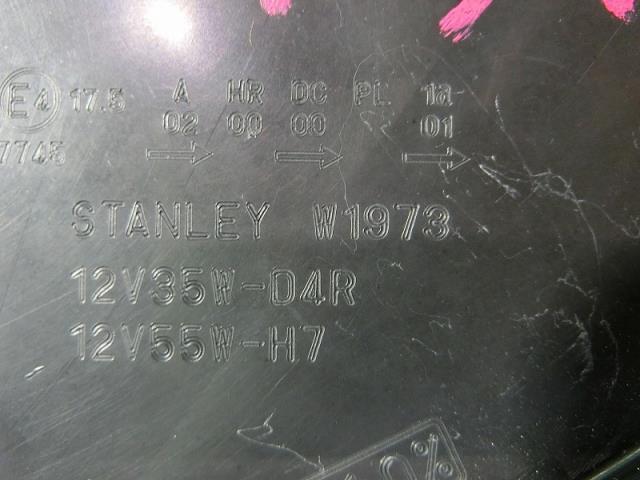 E4 17.5 A HR DC PL 1a
02 00 00 01
7745
STANLEY W1973
12V35W-D4R
12V55W-H7